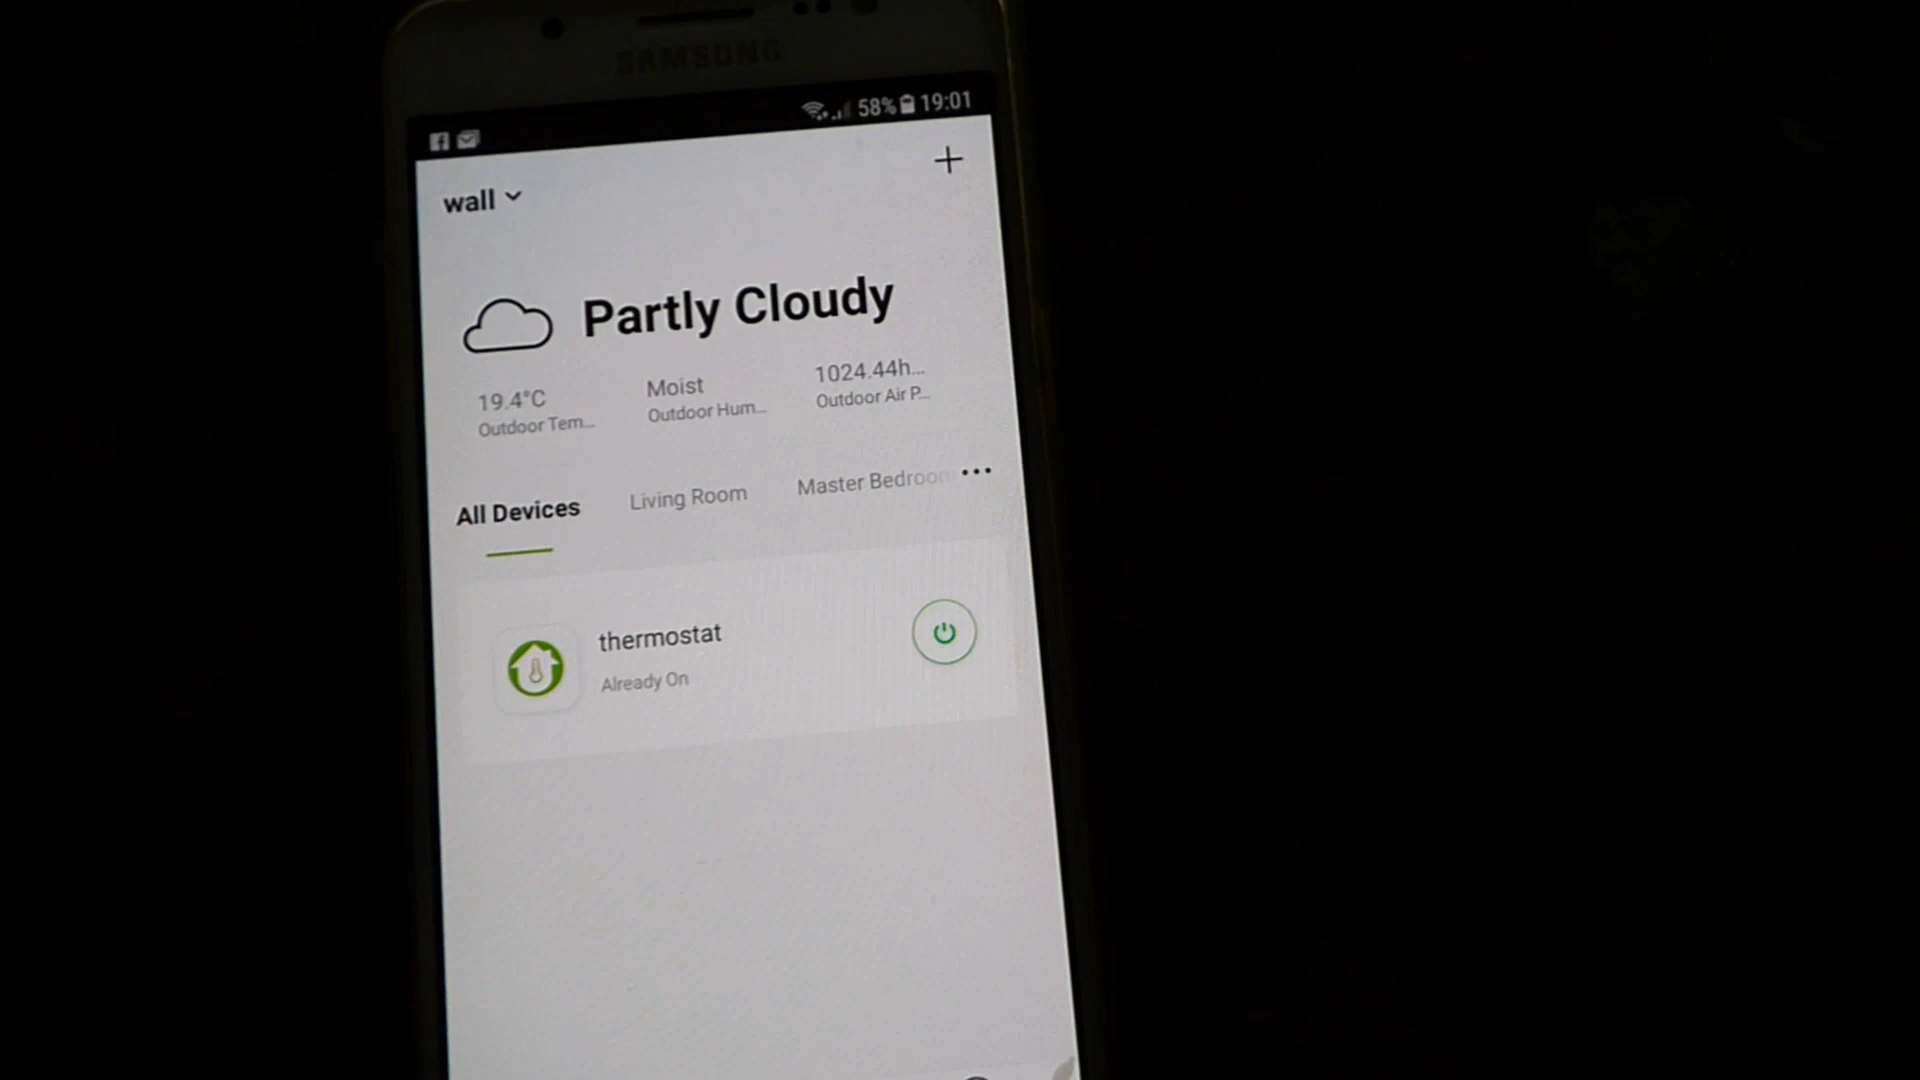 SAMSUNG
58% 19:01
wall
Partly Cloudy
19.4°C Moist 1024.44h...
Outdoor Tem... Outdoor Hum... Outdoor Air P...
All Devices Living Room Master Bedroom
thermostat
Already On